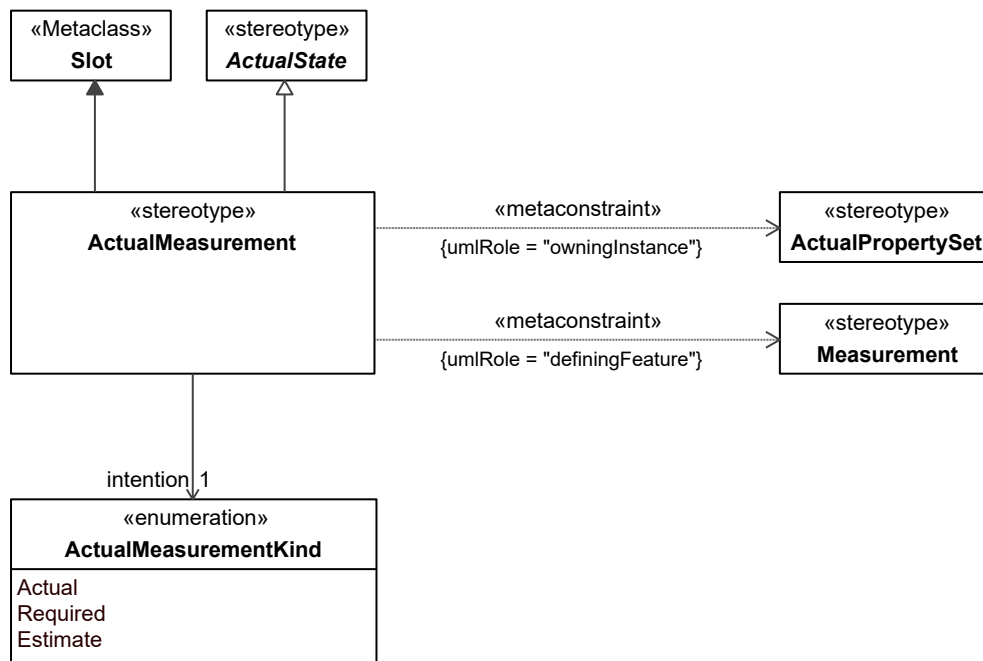 «Metaclass»
Slot
«stereotype»
ActualState
«stereotype»
ActualMeasurement
«metaconstraint»
{umlRole = "owningInstance"}
«stereotype»
ActualPropertySet
«metaconstraint»
{umlRole = "definingFeature"}
«stereotype»
Measurement
intention 1
«enumeration»
ActualMeasurementKind
Actual
Required
Estimate